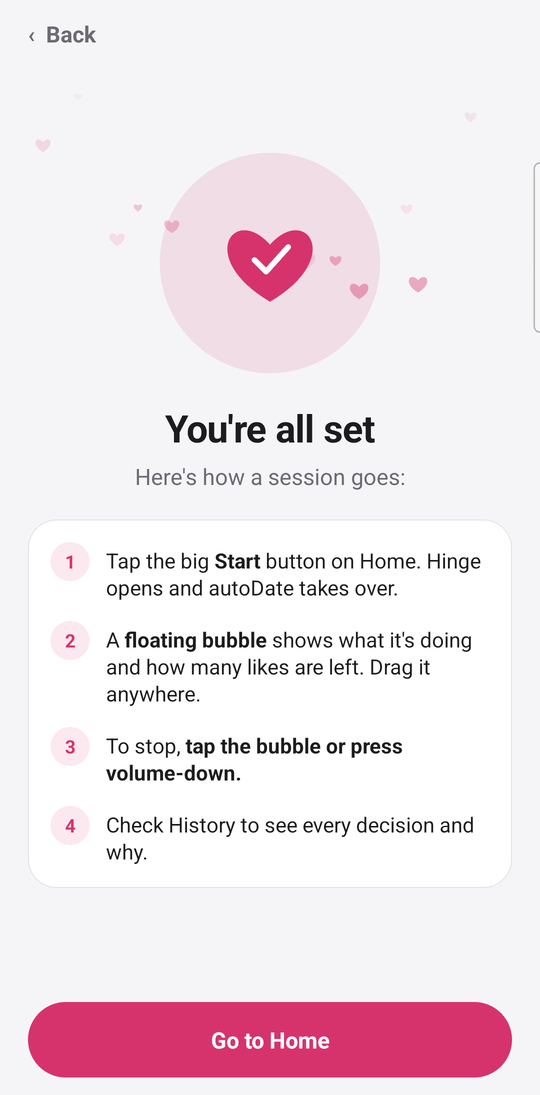 ‹ Back
You're all set
Here's how a session goes:
1 Tap the big Start button on Home. Hinge
opens and autoDate takes over.
2 A floating bubble shows what it's doing
and how many likes are left. Drag it
anywhere.
3 To stop, tap the bubble or press
volume-down.
4 Check History to see every decision and
why.
Go to Home